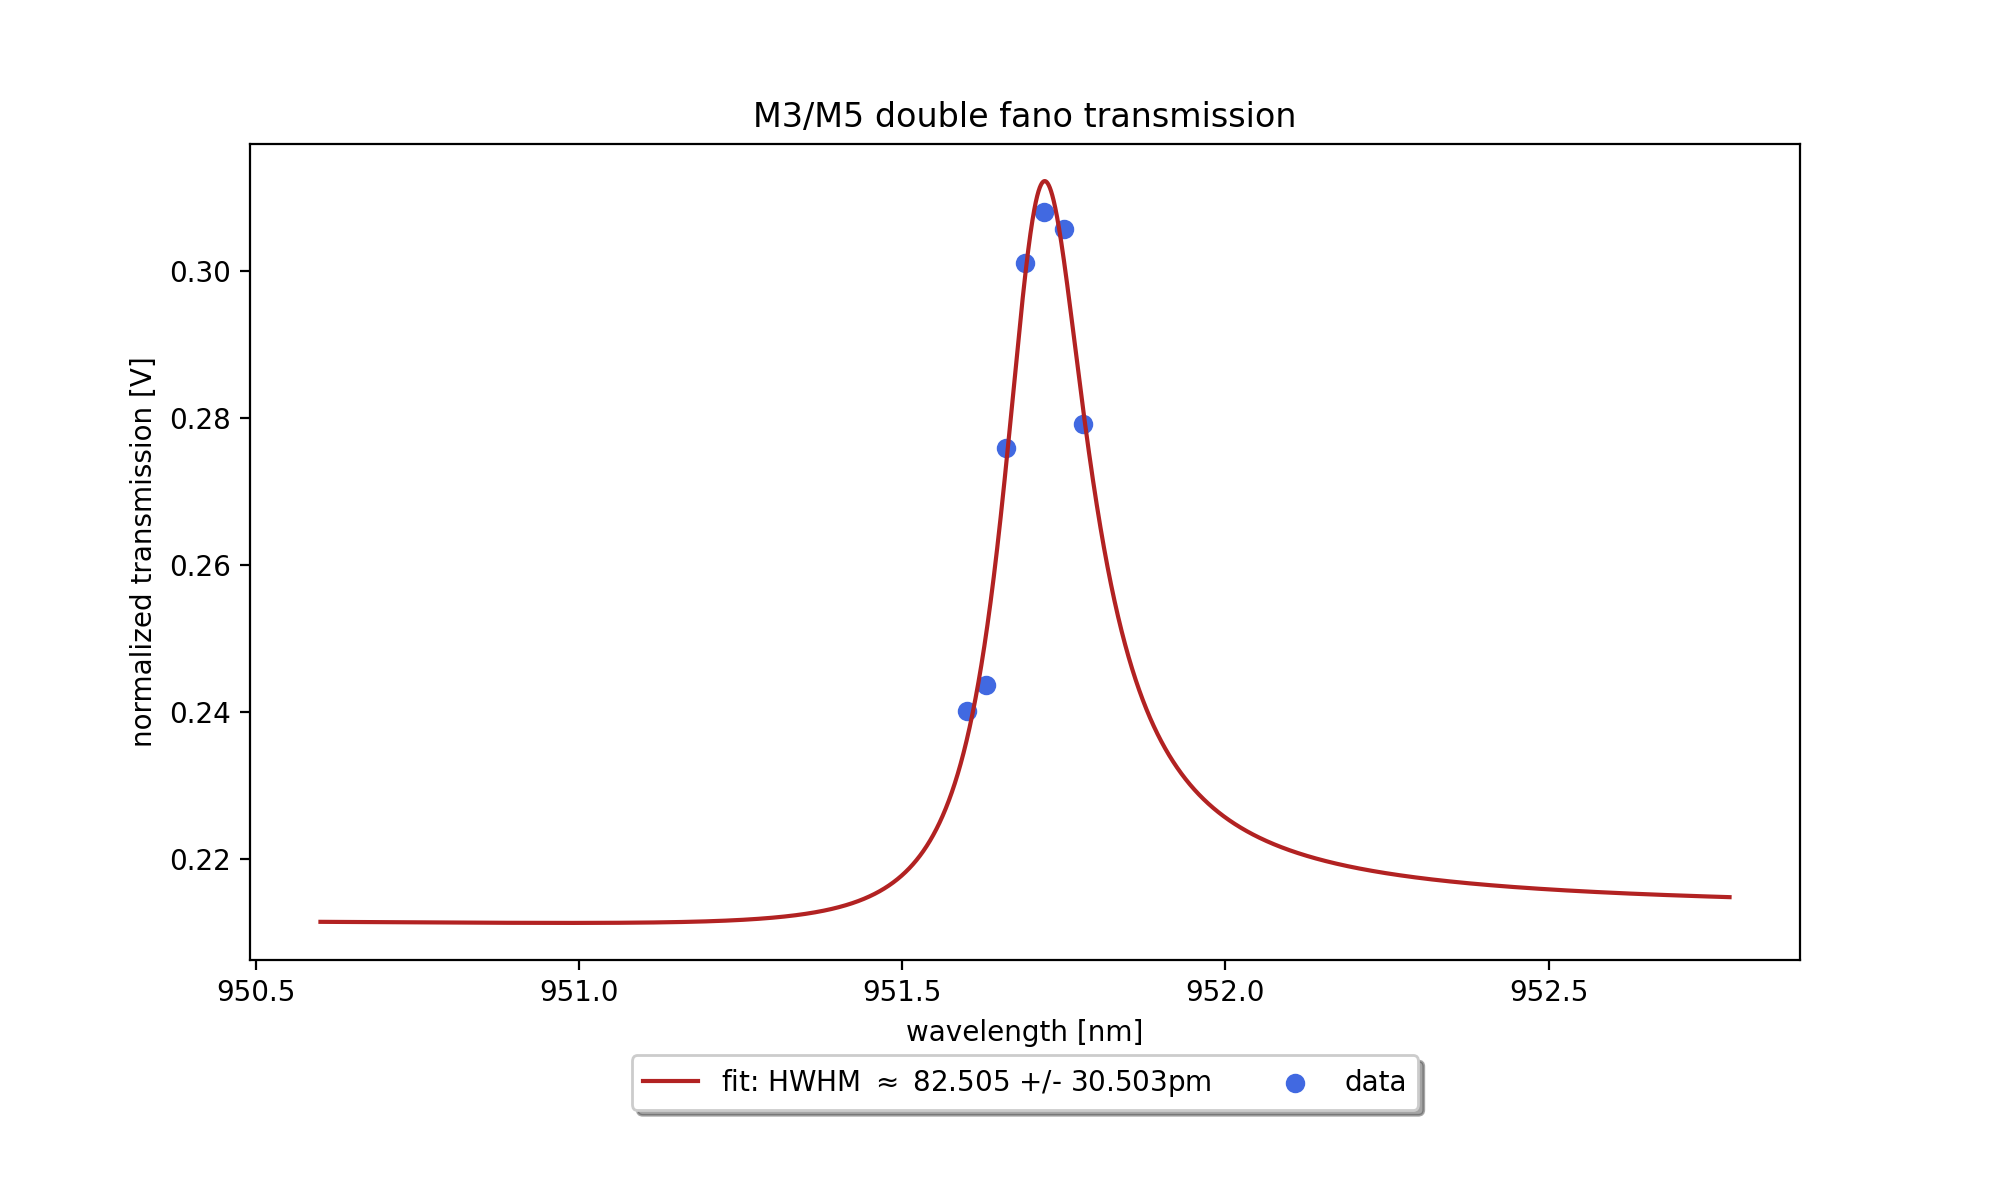 M3/M5 double fano transmission
normalized transmission [V]
0.30
0.28
0.26
0.24
0.22
950.5 951.0 951.5 952.0 952.5
wavelength [nm]
fit: HWHM ≈ 82.505 +/- 30.503pm data